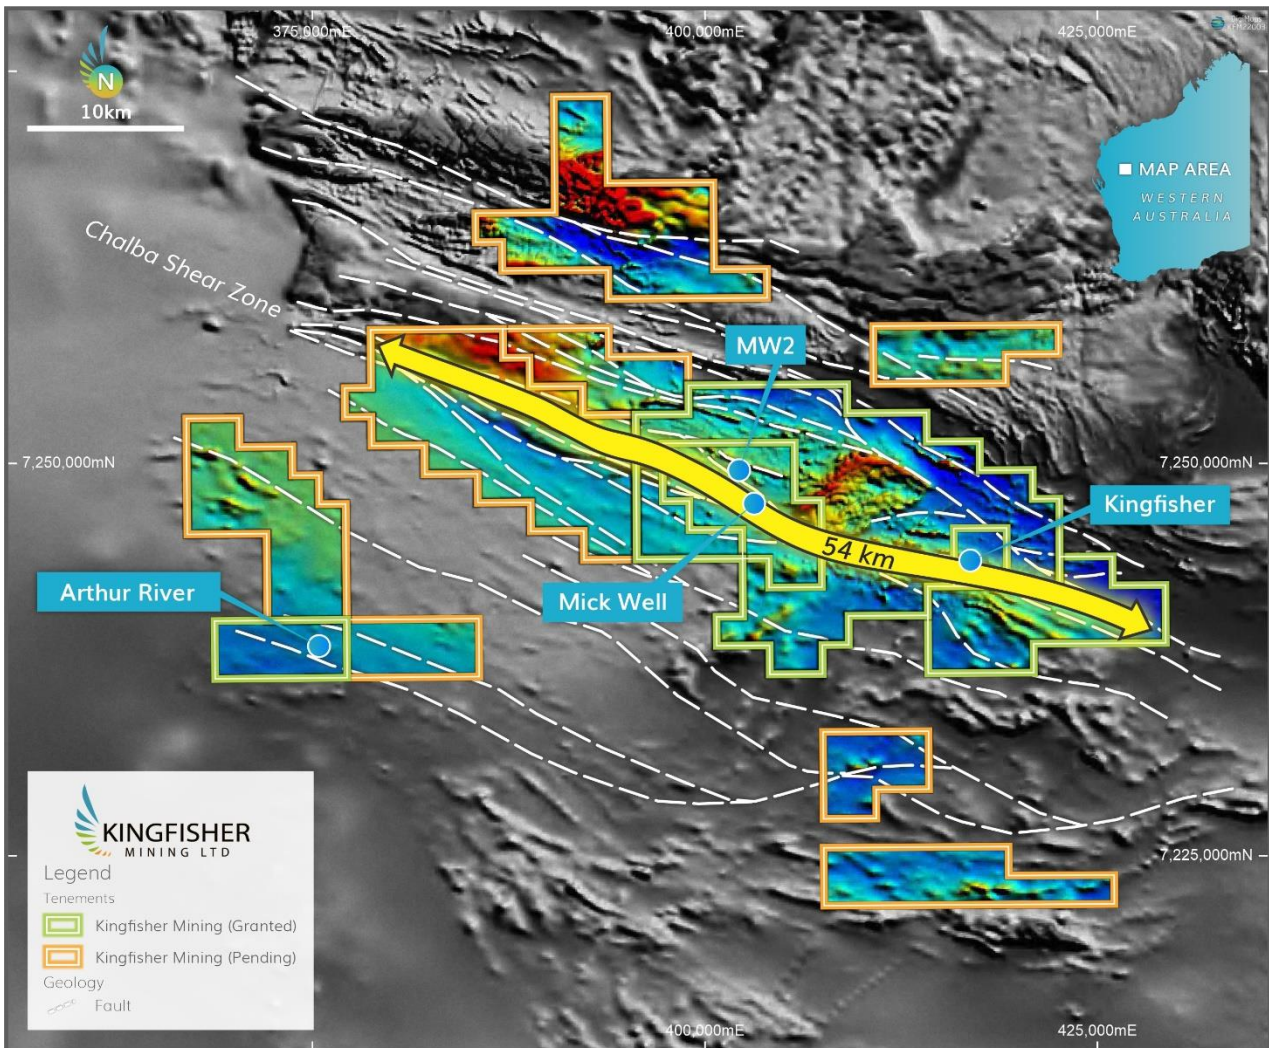 375,000mE
400,000mE
425,000mE
N
10km
MAP AREA
WESTERN
AUSTRALIA
Chalba Shear Zone
MW2
7,250,000mN
7,250,000mN
Kingfisher
54 km
Arthur River
Mick Well
KINGFISHER
MINING LTD
Legend
Tenements
Kingfisher Mining (Granted)
Kingfisher Mining (Pending)
Geology
Fault
7,225,000mN
400,000mE
425,000mE